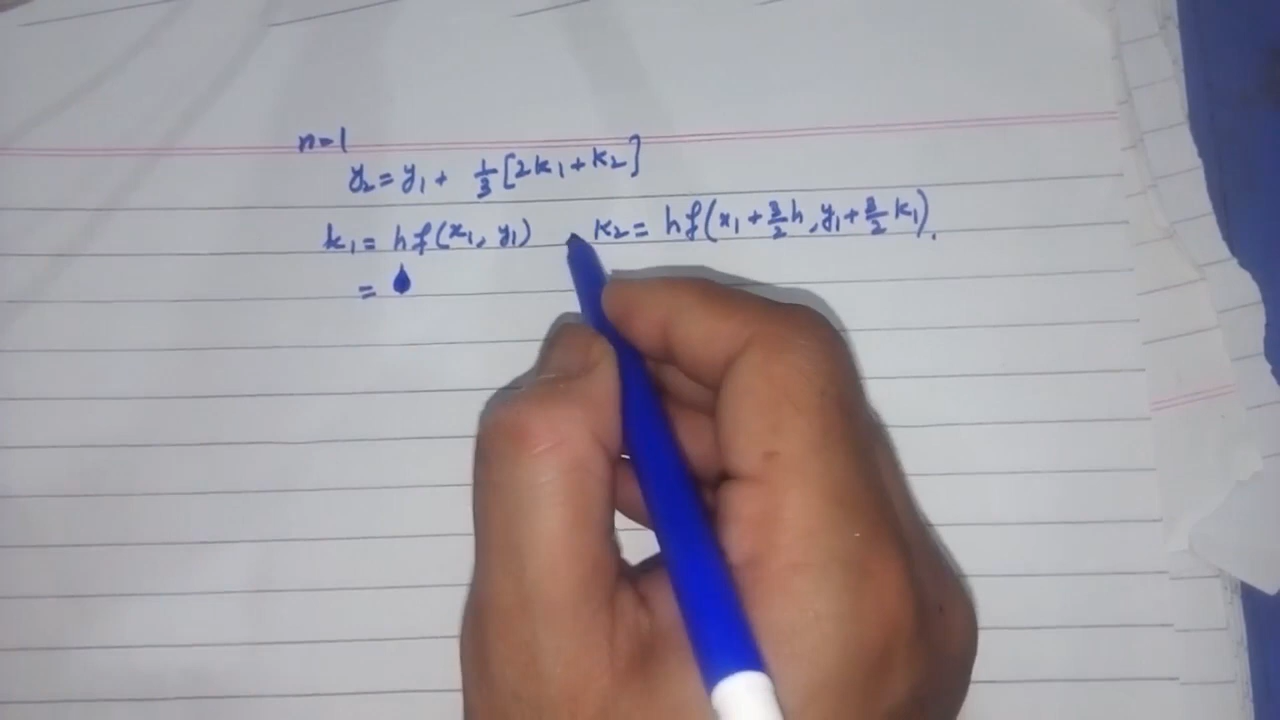 n=1
y₂ = y₁ + 1/3 [2k₁ + k₂]
k₁ = hf(x₁, y₁) k₂ = hf(x₁ + 3/2 h, y₁ + 3/2 k₁).
=